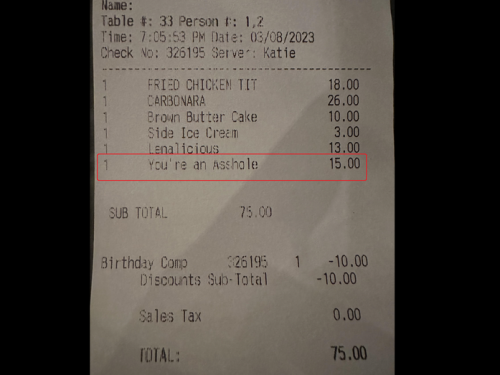 Name:
Table #: 33 Person #: 1,2
Time: 7:05:53 PM Date: 03/08/2023
Check No: 326195 Server: Katie
1 FRIED CHICKEN TIT 18.00
1 CARBONARA 26.00
1 Brown Butter Cake 10.00
1 Side Ice Cream 3.00
1 Lenalicious 13.00
1 You're an Asshole 15.00
SUB TOTAL 75.00
Birthday Comp 326195 1 -10.00
Discounts Sub-Total -10.00
Sales Tax 0.00
TOTAL: 75.00